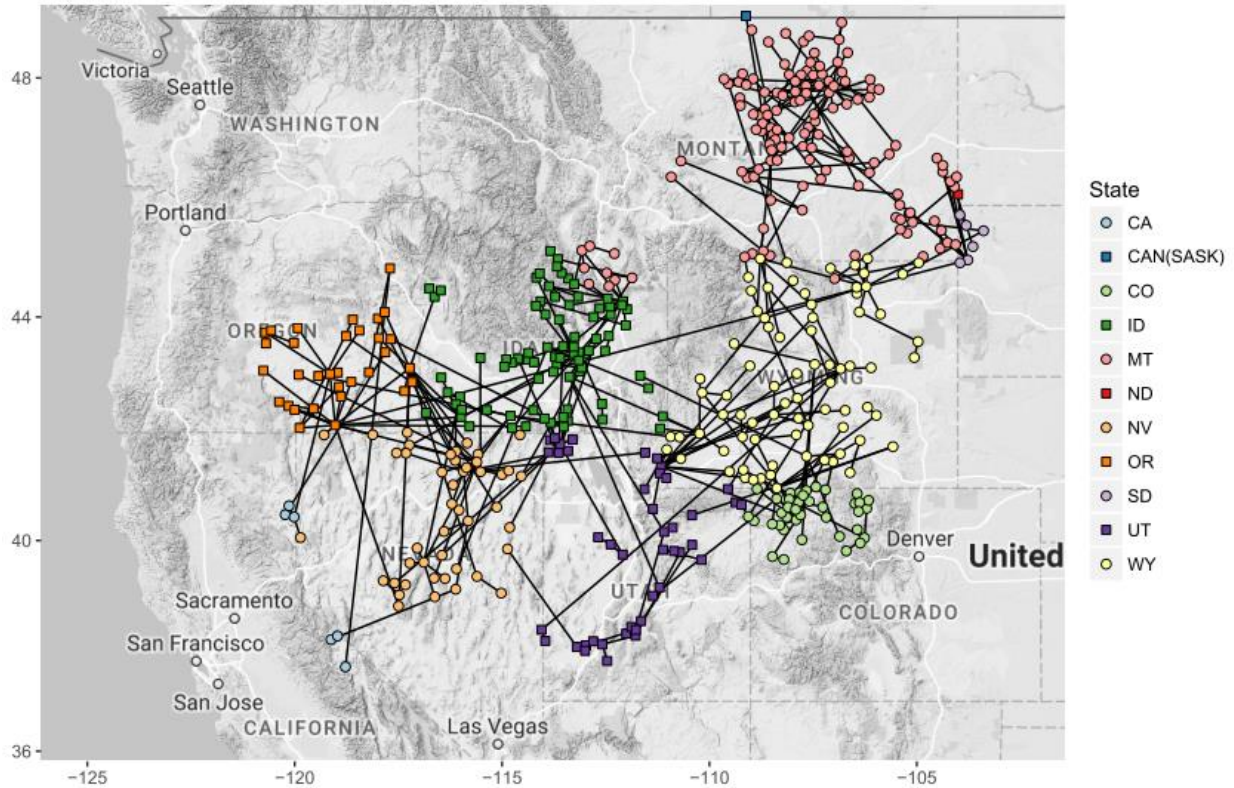 48
44
40
36
−125
−120
−115
−110
−105
Victoria
Seattle
WASHINGTON
Portland
MONTAN
OREGON
IDA
WYOMING
NEVADA
UTA
Denver
United
COLORADO
Sacramento
San Francisco
San Jose
CALIFORNIA
Las Vegas
State
CA
CAN(SASK)
CO
ID
MT
ND
NV
OR
SD
UT
WY